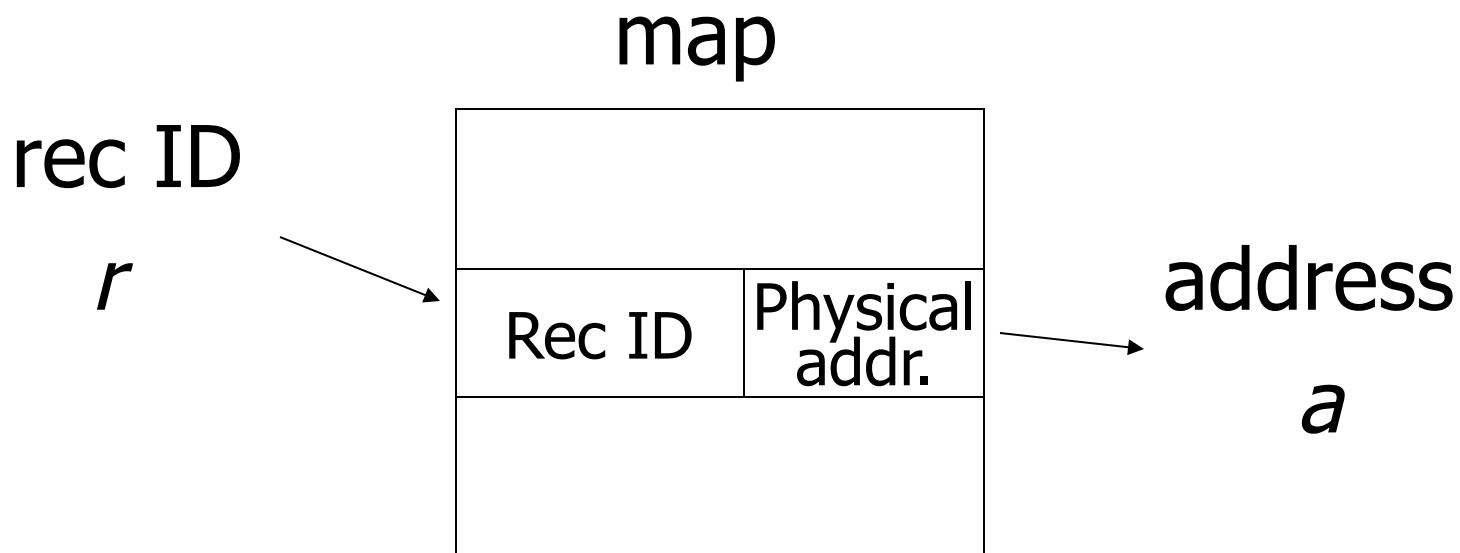 map
rec ID
r
Rec ID
Physical
addr.
address
a